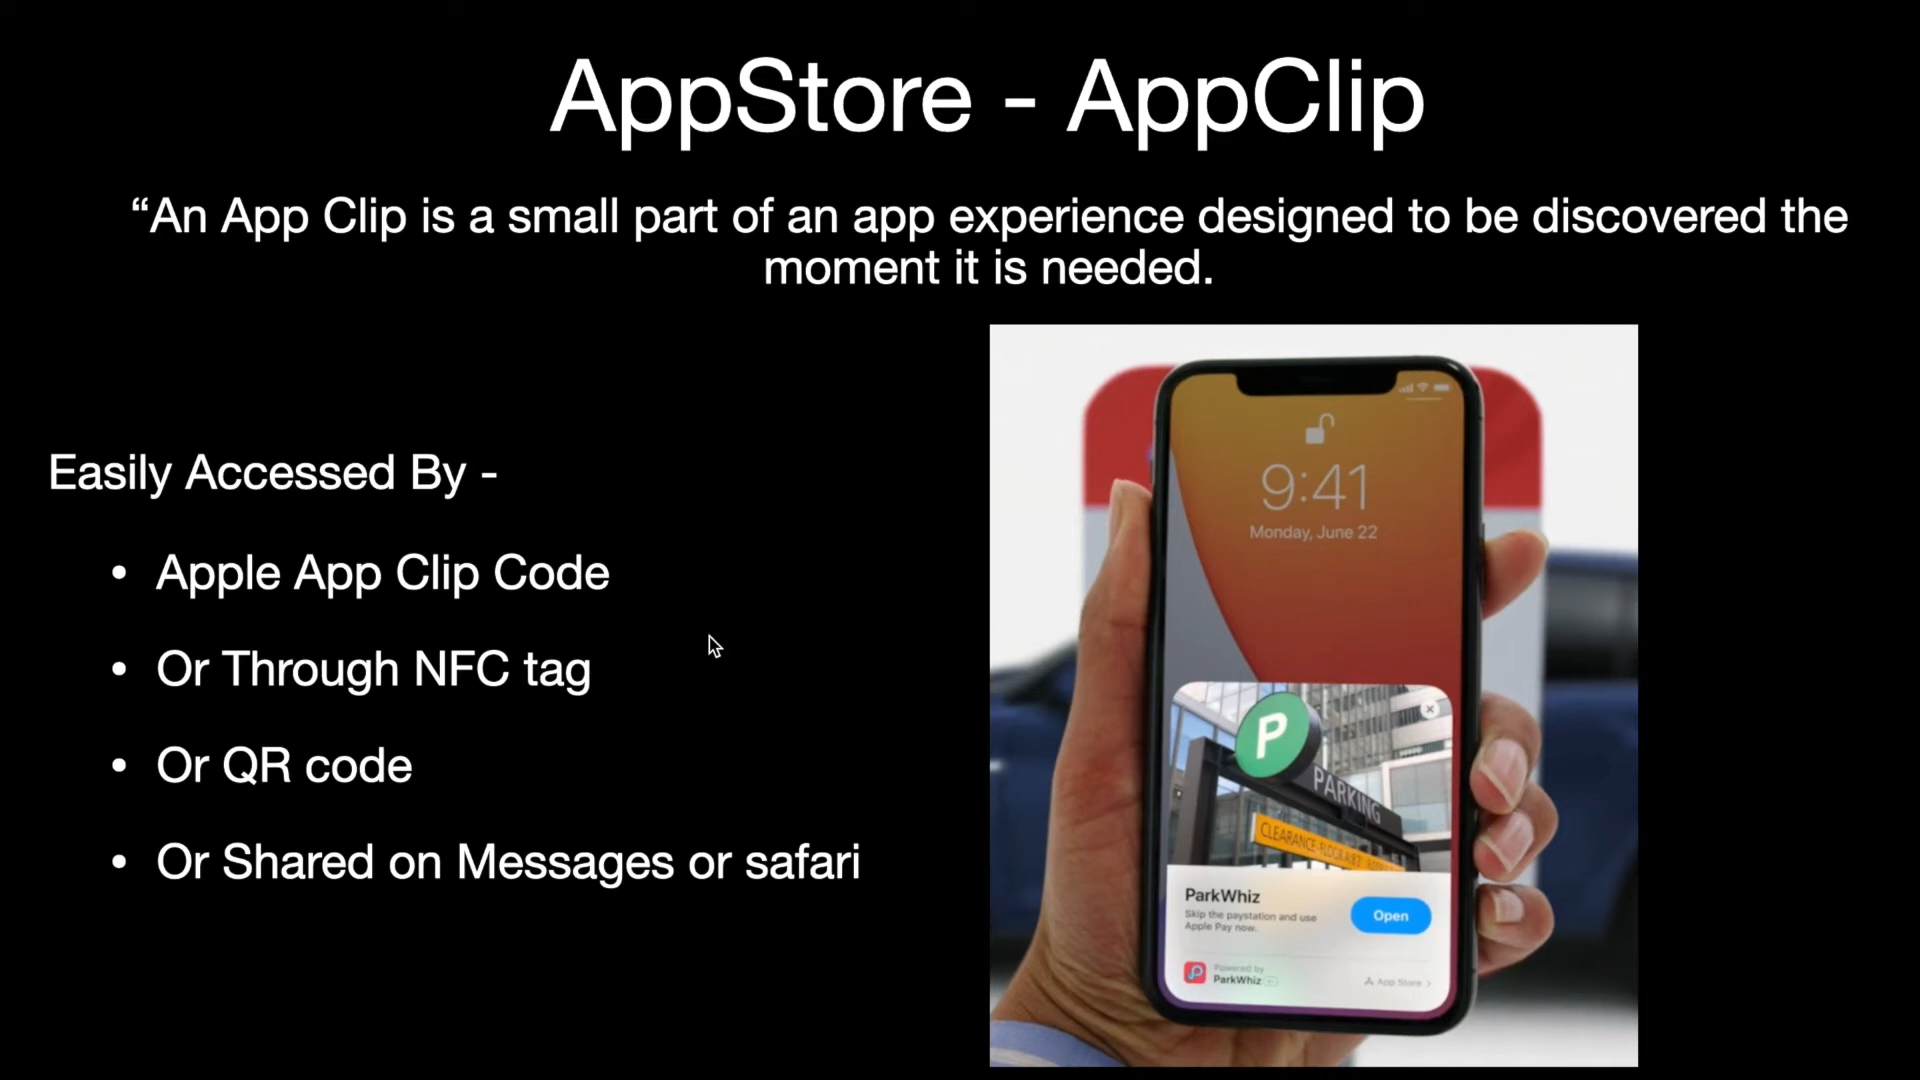 AppStore - AppClip
“An App Clip is a small part of an app experience designed to be discovered the
moment it is needed.
Easily Accessed By -
• Apple App Clip Code
• Or Through NFC tag
• Or QR code
• Or Shared on Messages or safari
9:41
Monday, June 22
P
PARKING
CLEARANCE-FLOOR
ParkWhiz
Skip the paystation and use
Apple Pay now.
Open
Powered by
ParkWhiz
App Store >